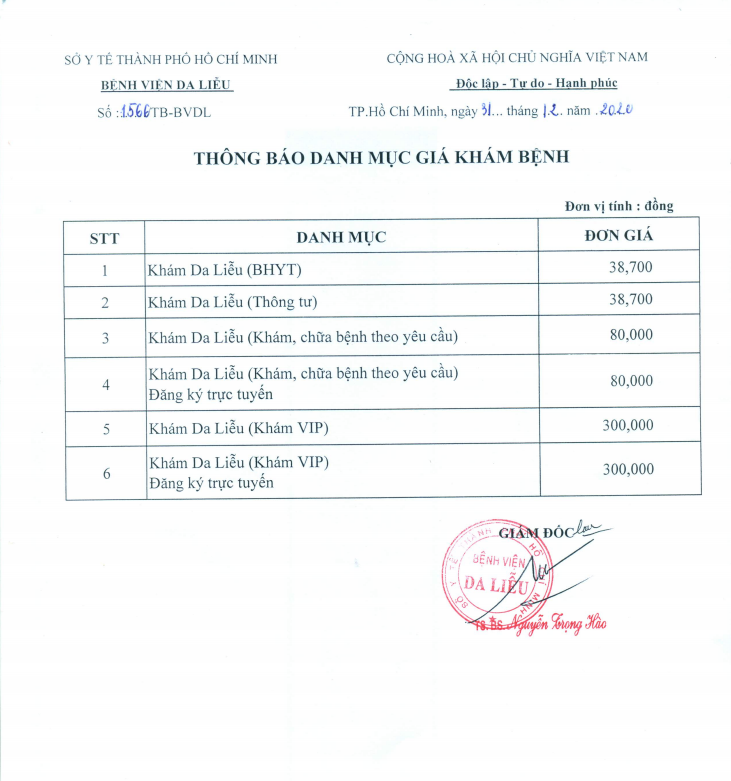 SỞ Y TẾ THÀNH PHỐ HỒ CHÍ MINH
BỆNH VIỆN DA LIỄU
Số :1566TB-BVDL
CỘNG HOÀ XÃ HỘI CHỦ NGHĨA VIỆT NAM
Độc lập - Tự do - Hạnh phúc
TP.Hồ Chí Minh, ngày 31... tháng 12. năm .2020
THÔNG BÁO DANH MỤC GIÁ KHÁM BỆNH
Đơn vị tính : đồng
STT DANH MỤC ĐƠN GIÁ
1 Khám Da Liễu (BHYT) 38,700
2 Khám Da Liễu (Thông tư) 38,700
3 Khám Da Liễu (Khám, chữa bệnh theo yêu cầu) 80,000
4 Khám Da Liễu (Khám, chữa bệnh theo yêu cầu) 80,000
Đăng ký trực tuyến
5 Khám Da Liễu (Khám VIP) 300,000
6 Khám Da Liễu (Khám VIP) 300,000
Đăng ký trực tuyến
GIÁM ĐỐC
BỆNH VIỆN
DA LIỄU
TS.BS. Nguyễn Trọng Hào